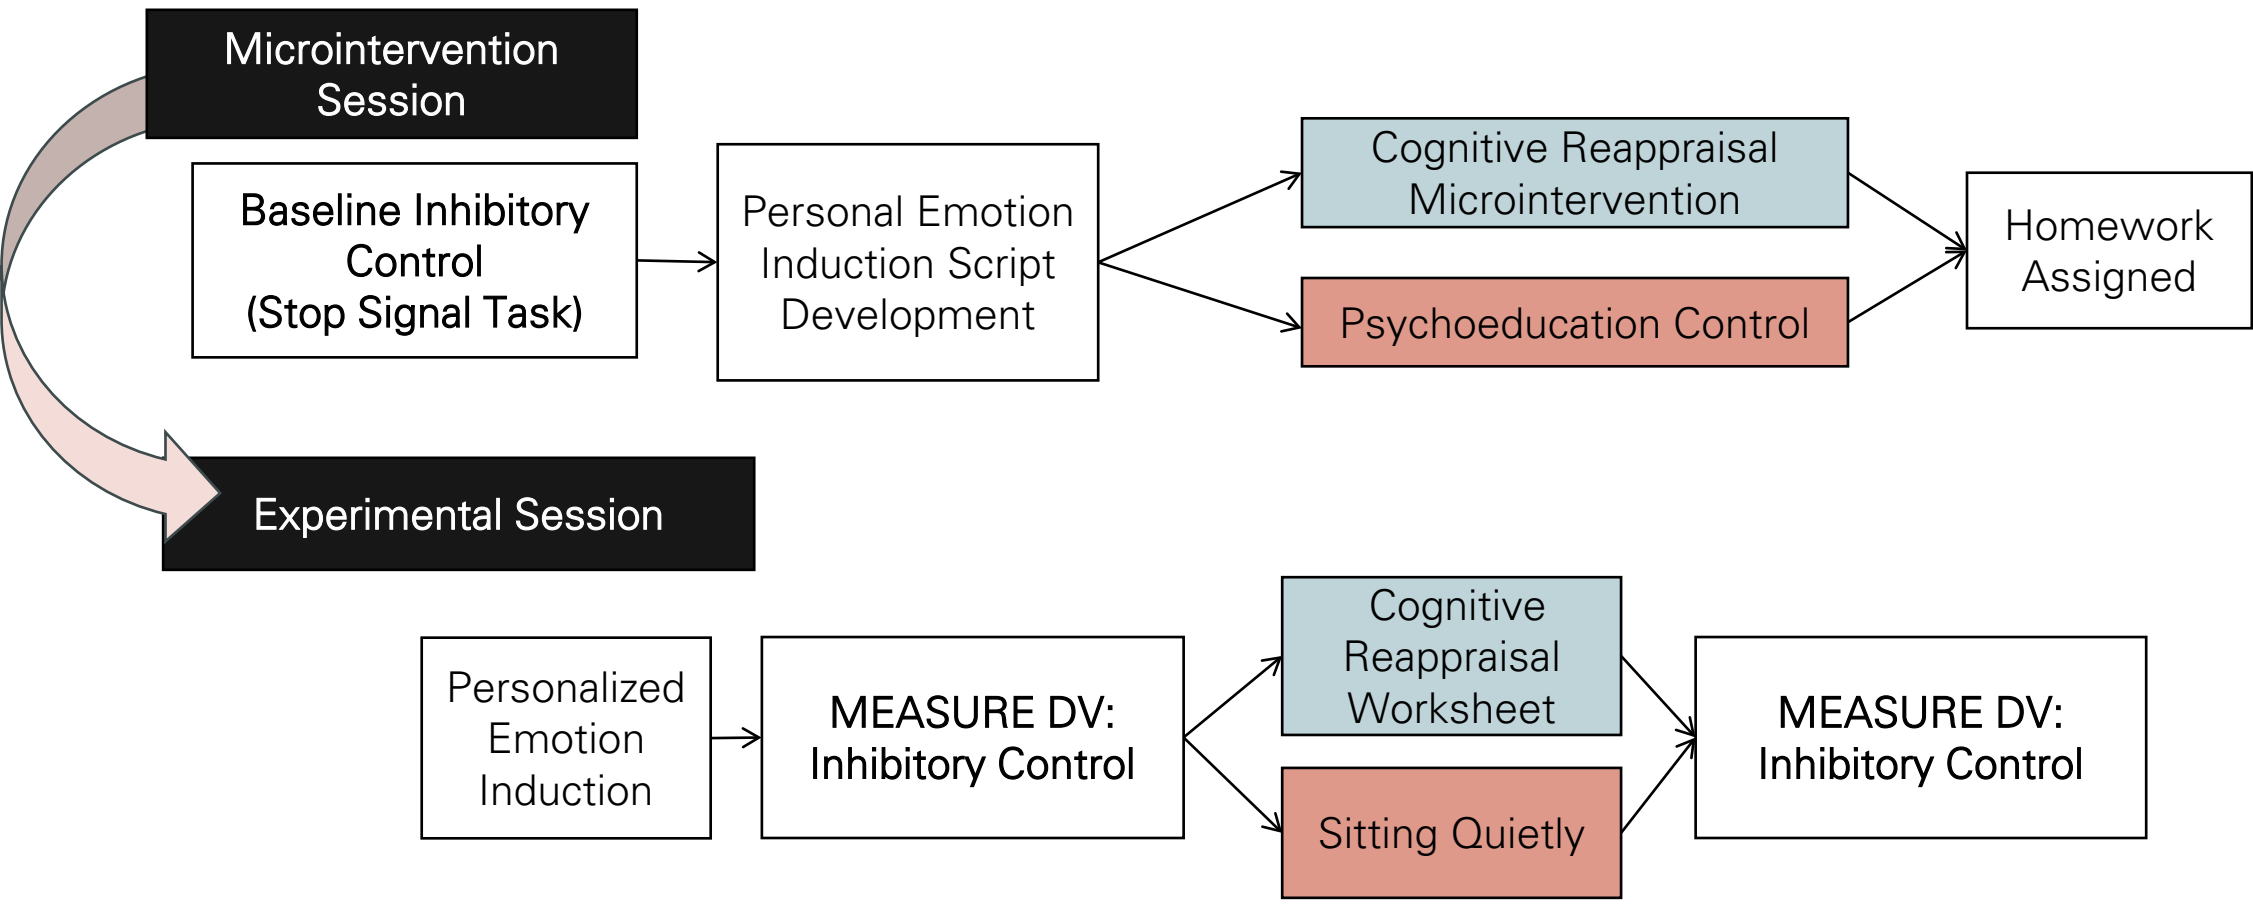 Microintervention
Session
Baseline Inhibitory
Control
(Stop Signal Task)
Personal Emotion
Induction Script
Development
Cognitive Reappraisal
Microintervention
Psychoeducation Control
Homework
Assigned
Experimental Session
Personalized
Emotion
Induction
MEASURE DV:
Inhibitory Control
Cognitive
Reappraisal
Worksheet
Sitting Quietly
MEASURE DV:
Inhibitory Control